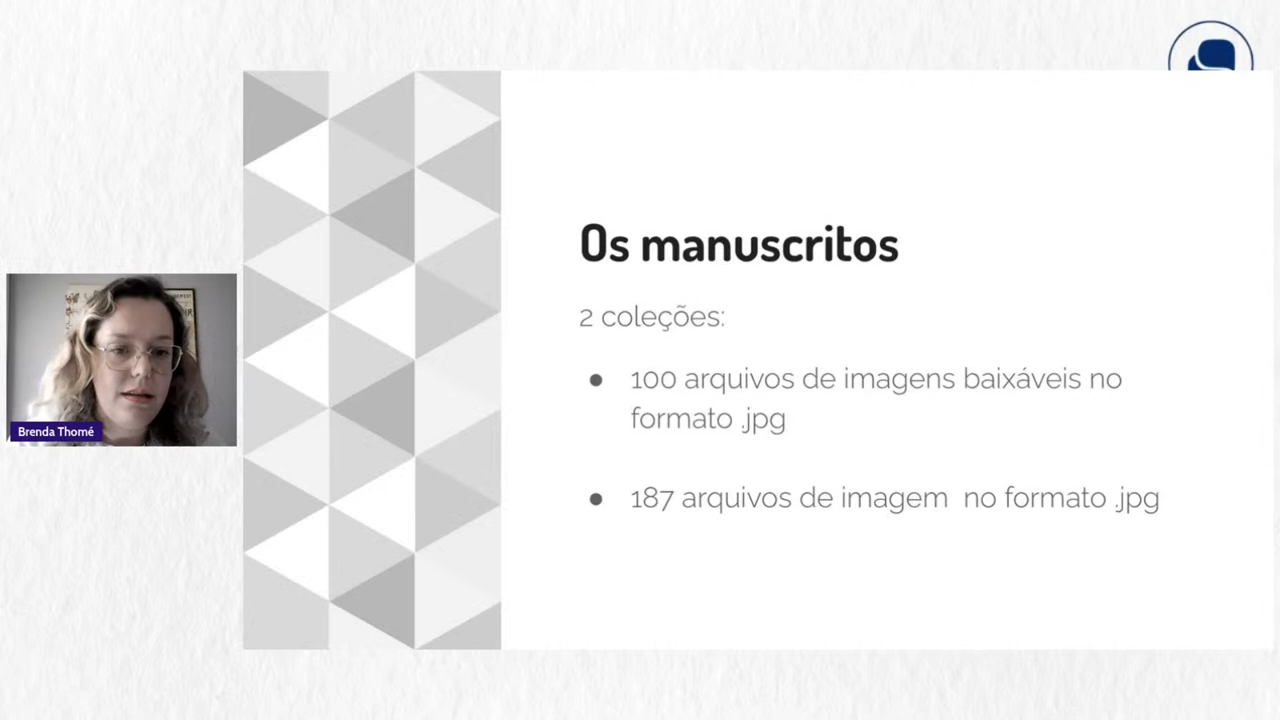 Os manuscritos
2 coleções:
● 100 arquivos de imagens baixáveis no
formato .jpg
● 187 arquivos de imagem no formato .jpg
Brenda Thomé